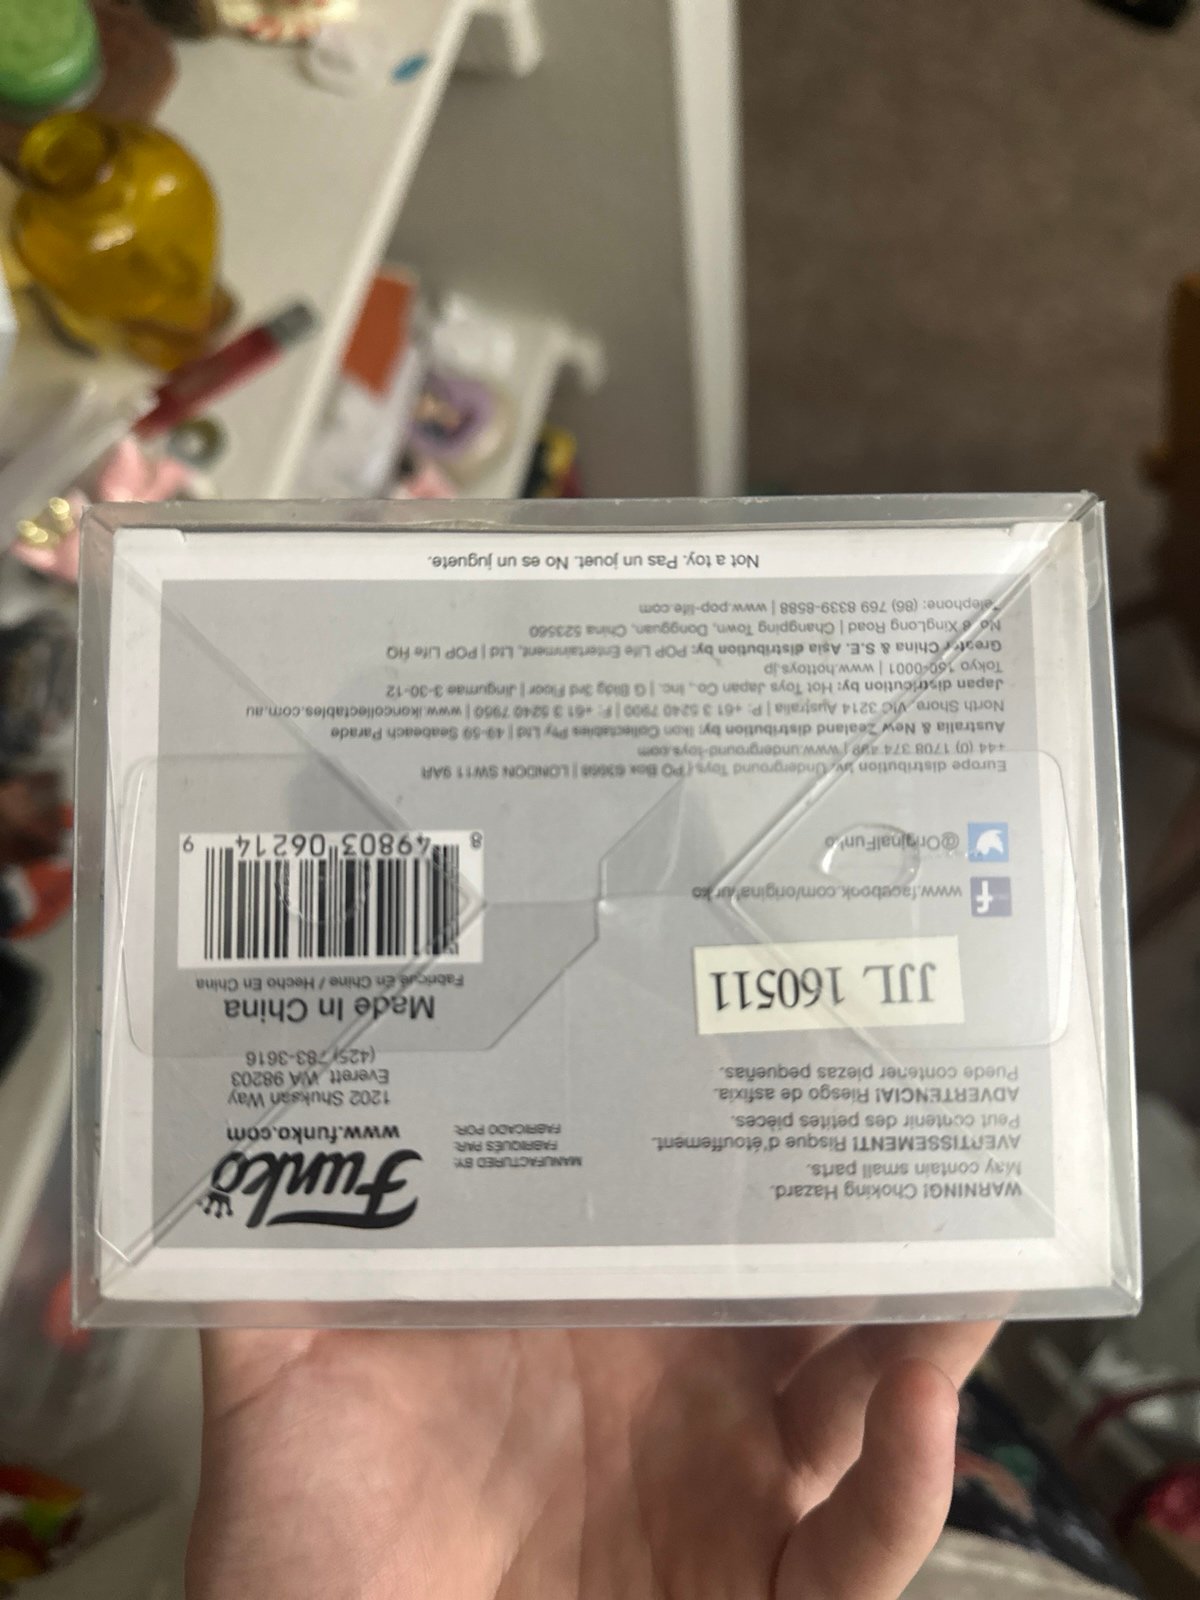 WARNING! Choking Hazard.
May contain small parts.
AVERTISSEMENT! Risque d'étouffement.
Peut contenir des petites pièces.
ADVERTENCIA! Riesgo de asfixia.
Puede contener piezas pequeñas.
MANUFACTURED BY:
FABRIQUÉS PAR:
FABRICADO POR:
Funko
www.funko.com
1202 Shuksan Way
Everett WA 98203
(425) 783-3616
JJL 160511
Made In China
Fabriqué En Chine / Hecho En China
f www.facebook.com/originalfunko
@OriginalFunko
8 49803 06214 9
Europe distribution by: Underground Toys | PO Box 63668 | LONDON SW11 9AR
+44 (0) 1708 374 499 | www.underground-toys.com
Australia & New Zealand distribution by: Ikon Collectables Pty Ltd | 49-59 Seabeach Parade
North Shore, VIC 3214 Australia | P: +61 3 5240 7900 | F: +61 3 5240 7950 | www.ikoncollectables.com.au
Japan distribution by: Hot Toys Japan Co., Inc. | G Bldg 3rd Floor | Jingumae 3-30-12
Tokyo 150-0001 | www.hottoys.jp
Greater China & S.E. Asia distribution by: POP Life Entertainment, Ltd | POP Life HQ
No. 6 XingLong Road | Changping Town, Dongguan, China 523560
Telephone: (86) 769 8339-8588 | www.pop-life.com
Not a toy. Pas un jouet. No es un juguete.